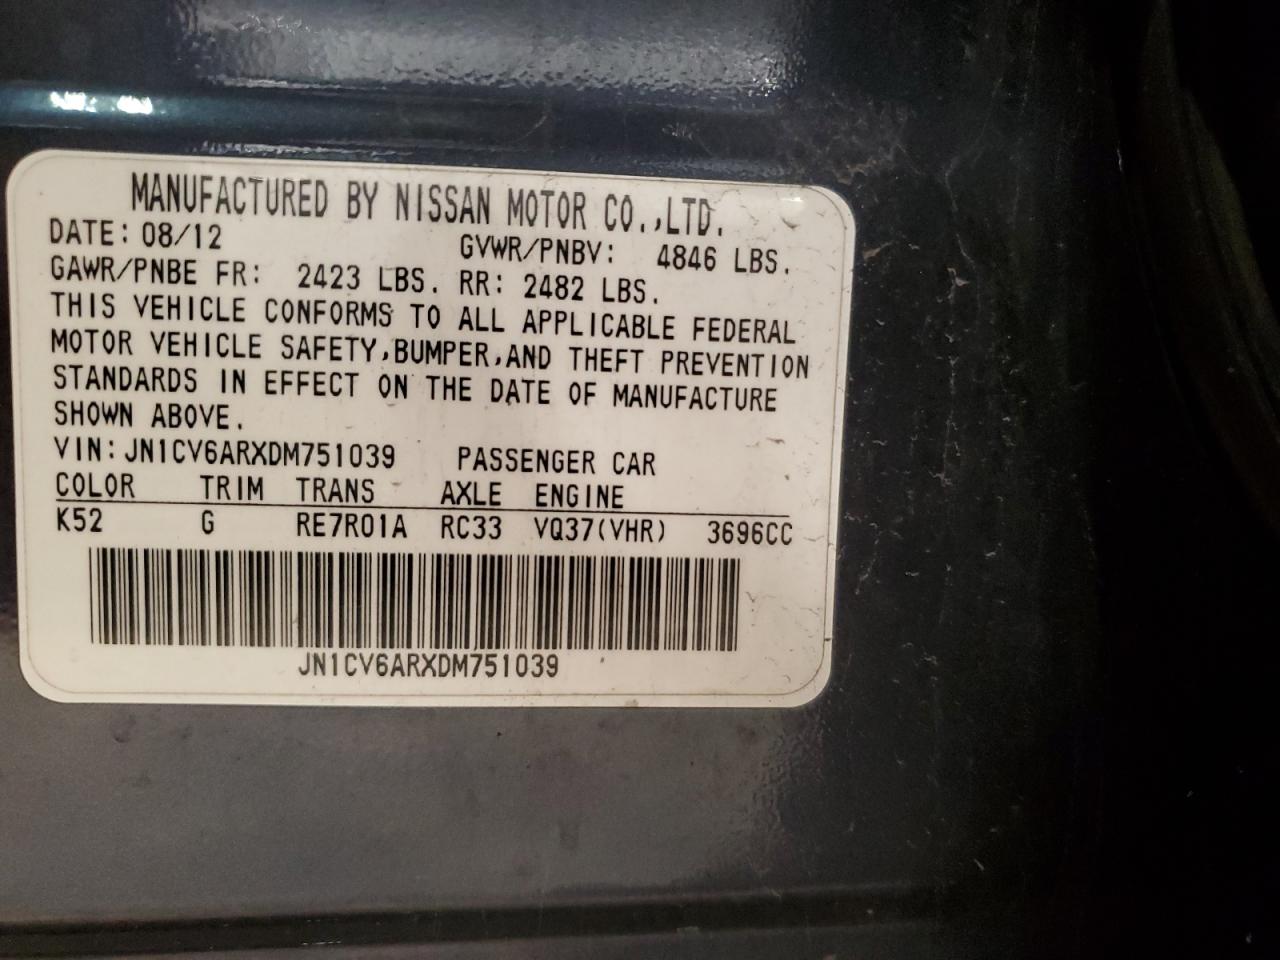 MANUFACTURED BY NISSAN MOTOR CO.,LTD.
DATE: 08/12 GVWR/PNBV: 4846 LBS.
GAWR/PNBE FR: 2423 LBS. RR: 2482 LBS.
THIS VEHICLE CONFORMS TO ALL APPLICABLE FEDERAL
MOTOR VEHICLE SAFETY,BUMPER,AND THEFT PREVENTION
STANDARDS IN EFFECT ON THE DATE OF MANUFACTURE
SHOWN ABOVE.
VIN:JN1CV6ARXDM751039 PASSENGER CAR
COLOR TRIM TRANS AXLE ENGINE
K52 G RE7R01A RC33 VQ37(VHR) 3696CC
JN1CV6ARXDM751039